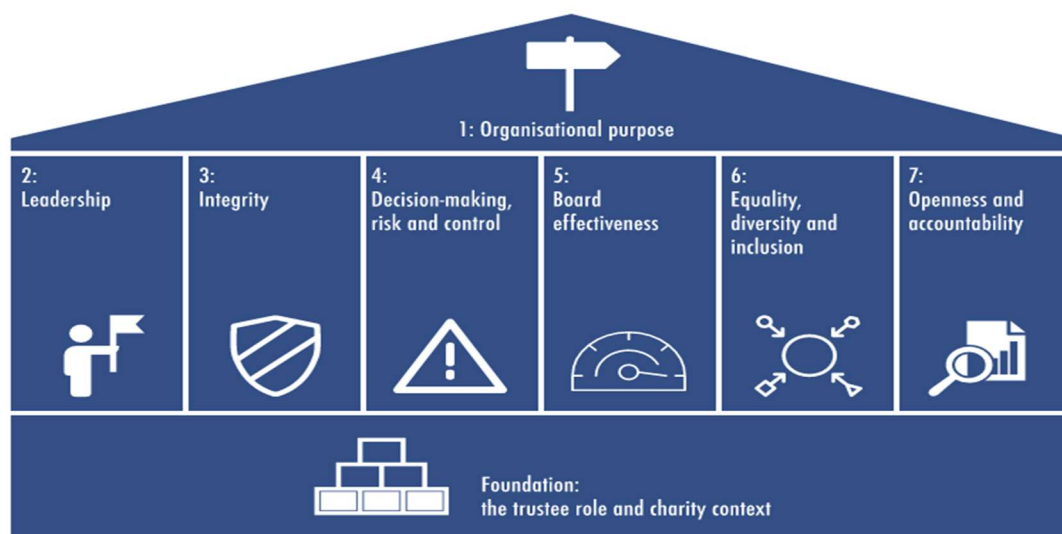 1: Organisational purpose
2:
Leadership
3:
Integrity
4:
Decision-making,
risk and control
5:
Board
effectiveness
6:
Equality,
diversity and
inclusion
7:
Openness and
accountability
Foundation:
the trustee role and charity context